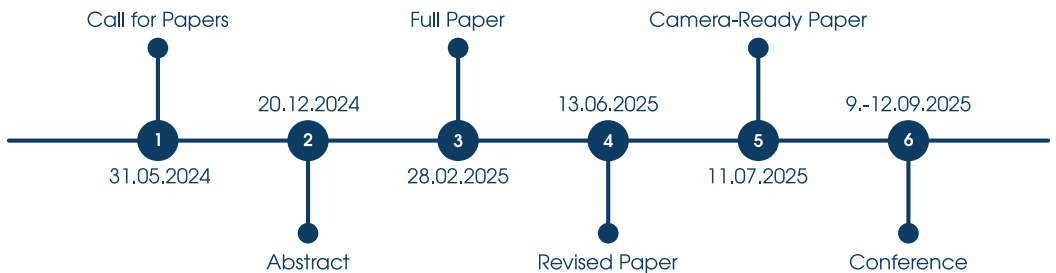 Call for Papers
Full Paper
Camera-Ready Paper
20.12.2024
13.06.2025
9.-12.09.2025
1
2
3
4
5
6
31.05.2024
28.02.2025
11.07.2025
Abstract
Revised Paper
Conference